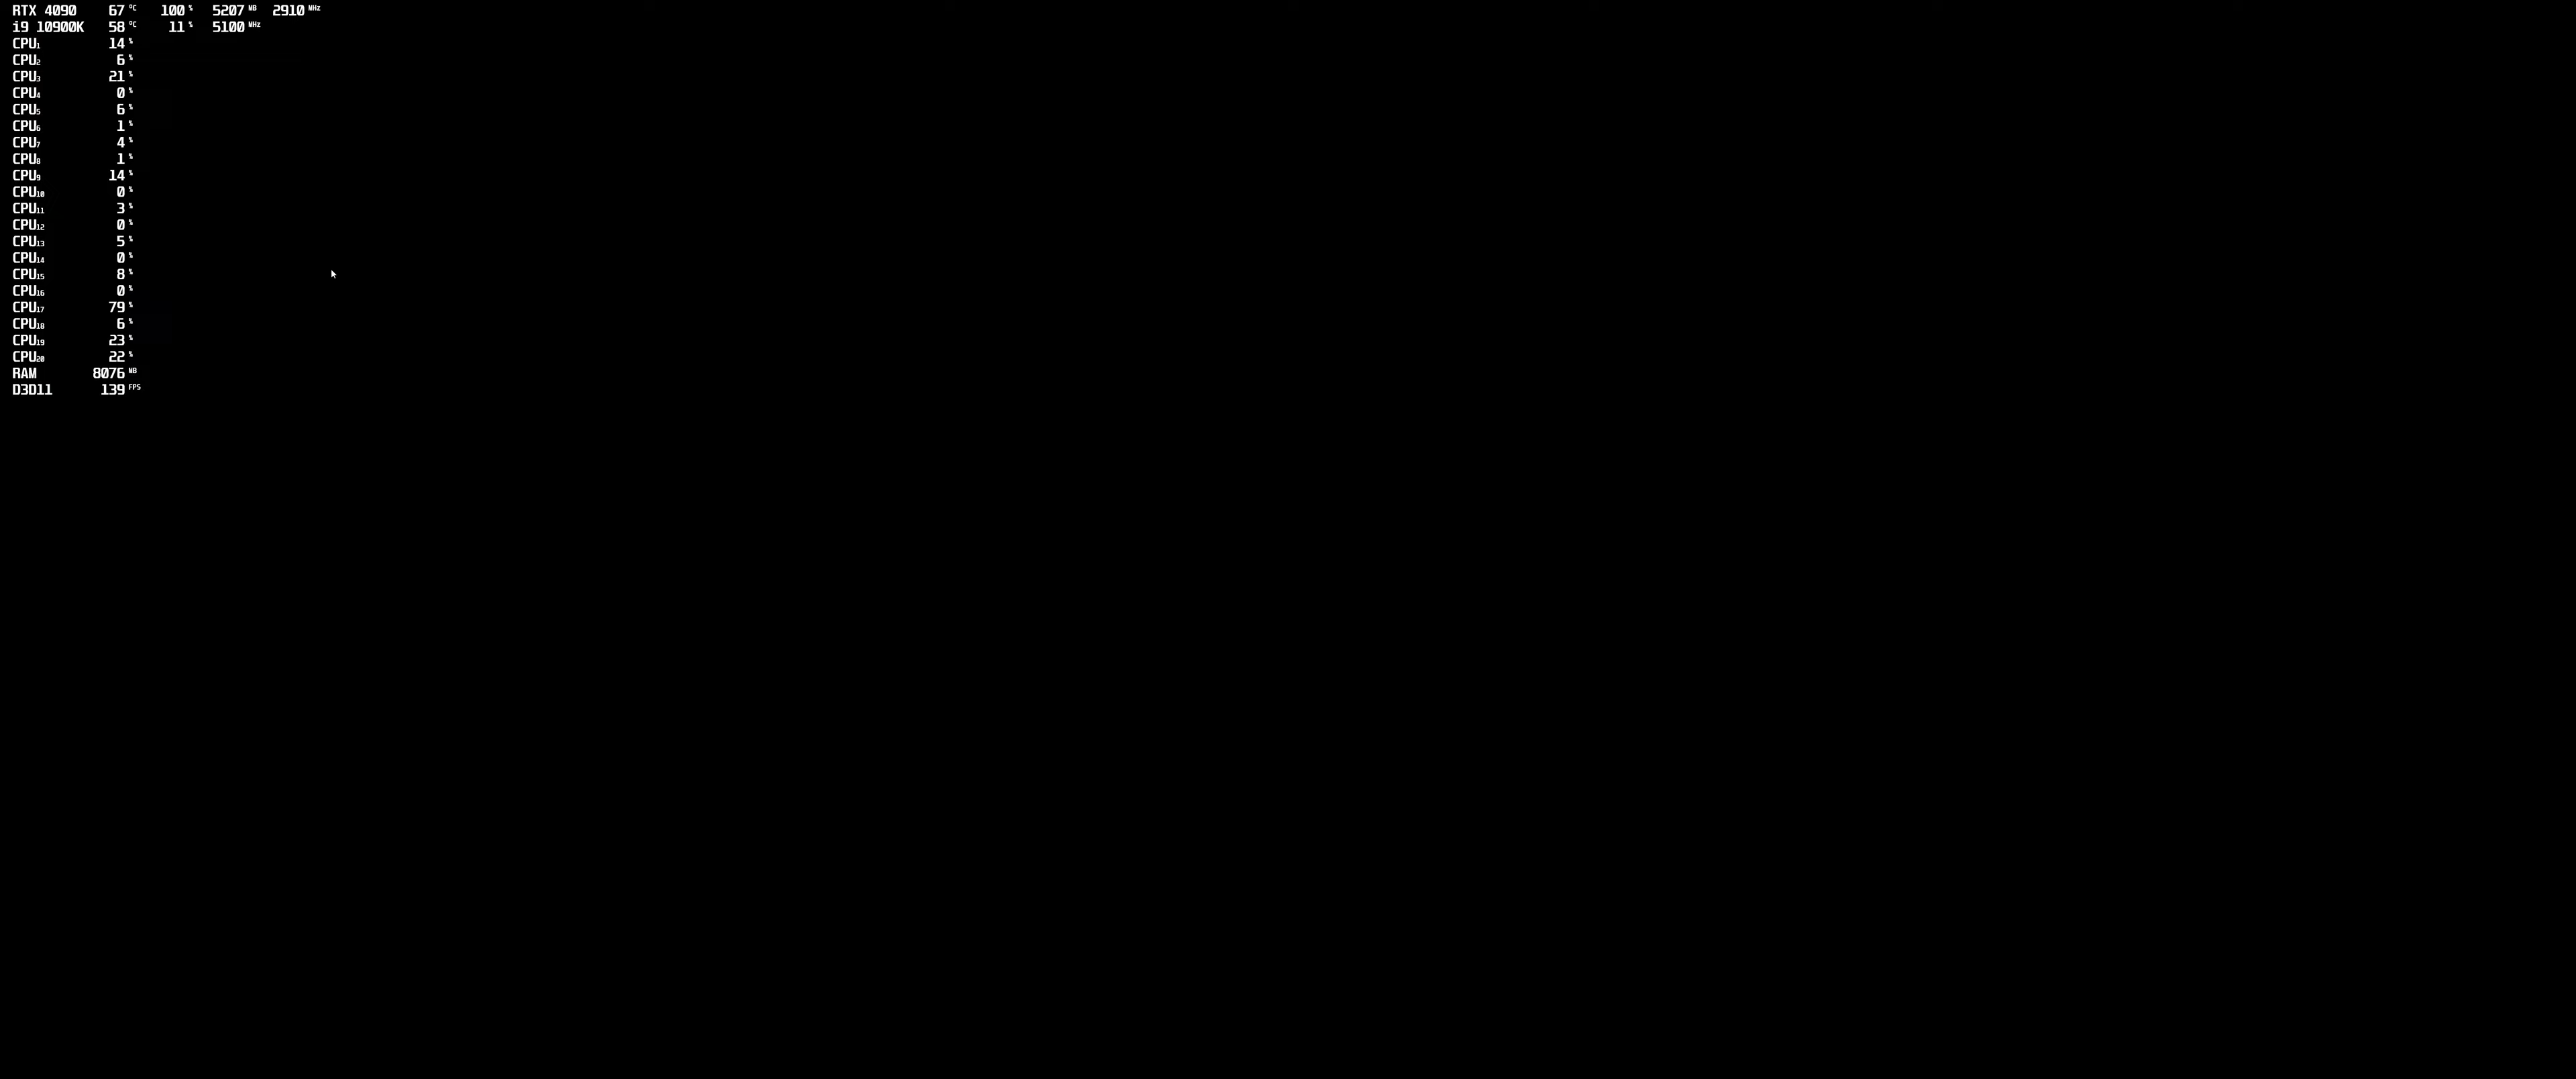 RTX 4090 67 °C 100 % 5207 MB 2910 MHz
i9 10900K 58 °C 11 % 5100 MHz
CPU1 14 %
CPU2 6 %
CPU3 21 %
CPU4 0 %
CPU5 6 %
CPU6 1 %
CPU7 4 %
CPU8 1 %
CPU9 14 %
CPU10 0 %
CPU11 3 %
CPU12 0 %
CPU13 5 %
CPU14 0 %
CPU15 8 %
CPU16 0 %
CPU17 79 %
CPU18 6 %
CPU19 23 %
CPU20 22 %
RAM 8076 MB
D3D11 139 FPS